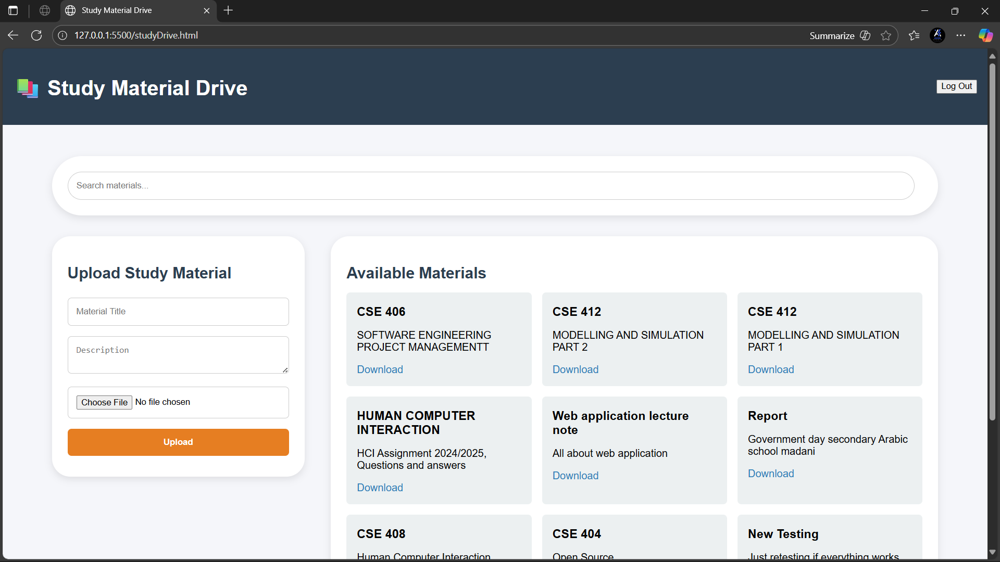 Study Material Drive
127.0.0.1:5500/studyDrive.html
Summarize
Study Material Drive
Log Out
Search materials...
Upload Study Material
Material Title
Description
Choose File No file chosen
Upload
Available Materials
CSE 406
SOFTWARE ENGINEERING
PROJECT MANAGEMENTT
Download
CSE 412
MODELLING AND SIMULATION
PART 2
Download
CSE 412
MODELLING AND SIMULATION
PART 1
Download
HUMAN COMPUTER
INTERACTION
HCI Assignment 2024/2025,
Questions and answers
Download
Web application lecture
note
All about web application
Download
Report
Government day secondary Arabic
school madani
Download
CSE 408
Human Computer Interaction
CSE 404
Open Source
New Testing
Just retesting if everything works